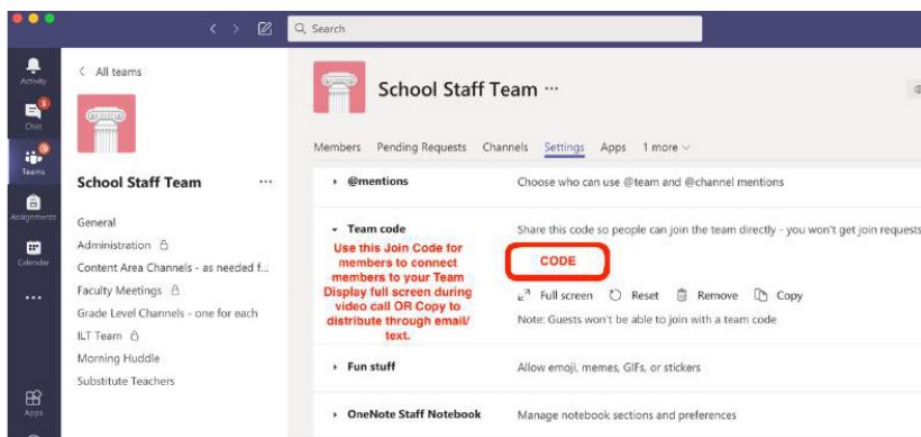 Search
Activity
Chat
Teams
Assignments
Calendar
Apps
All teams
School Staff Team
General
Administration
Content Area Channels - as needed f...
Faculty Meetings
Grade Level Channels - one for each
ILT Team
Morning Huddle
Substitute Teachers
School Staff Team
Members Pending Requests Channels Settings Apps 1 more
@mentions Choose who can use @team and @channel mentions
Team code Share this code so people can join the team directly - you won't get join requests
Use this Join Code for
members to connect
members to your Team
Display full screen during
video call OR Copy to
distribute through email/
text.
CODE
Full screen Reset Remove Copy
Note: Guests won't be able to join with a team code
Fun stuff Allow emoji, memes, GIFs, or stickers
OneNote Staff Notebook Manage notebook sections and preferences